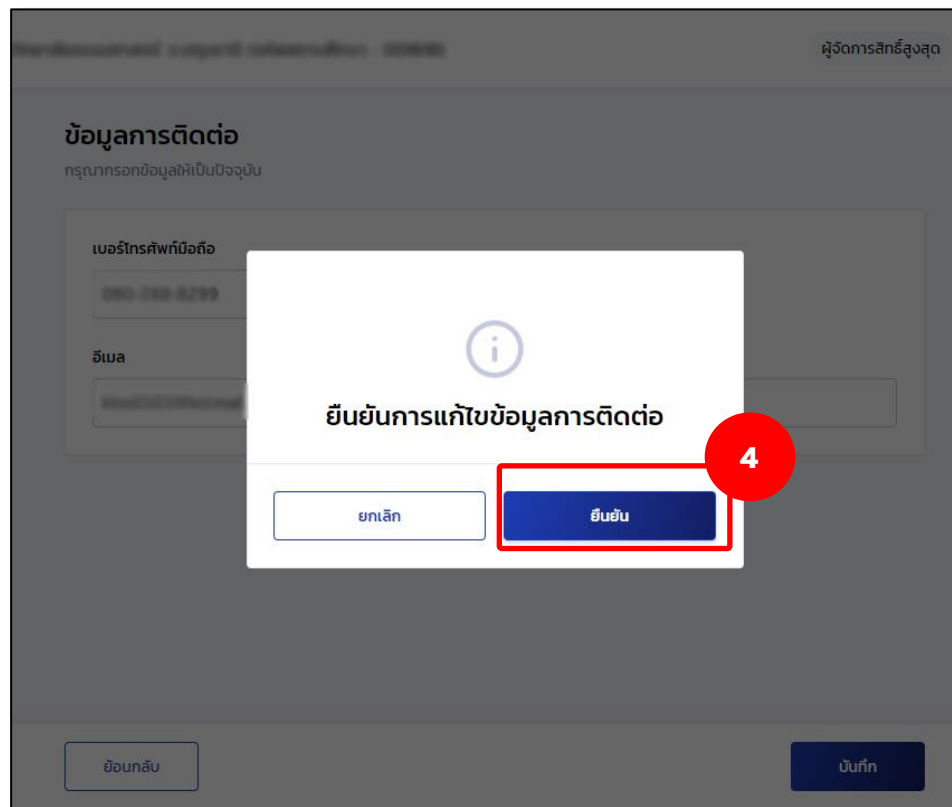 ผู้จัดการสิทธิ์สูงสุด
ข้อมูลการติดต่อ
กรุณากรอกข้อมูลให้เป็นปัจจุบัน
เบอร์โทรศัพท์มือถือ
อีเมล
ยืนยันการแก้ไขข้อมูลการติดต่อ
4
ยกเลิก
ยืนยัน
ย้อนกลับ
บันทึก